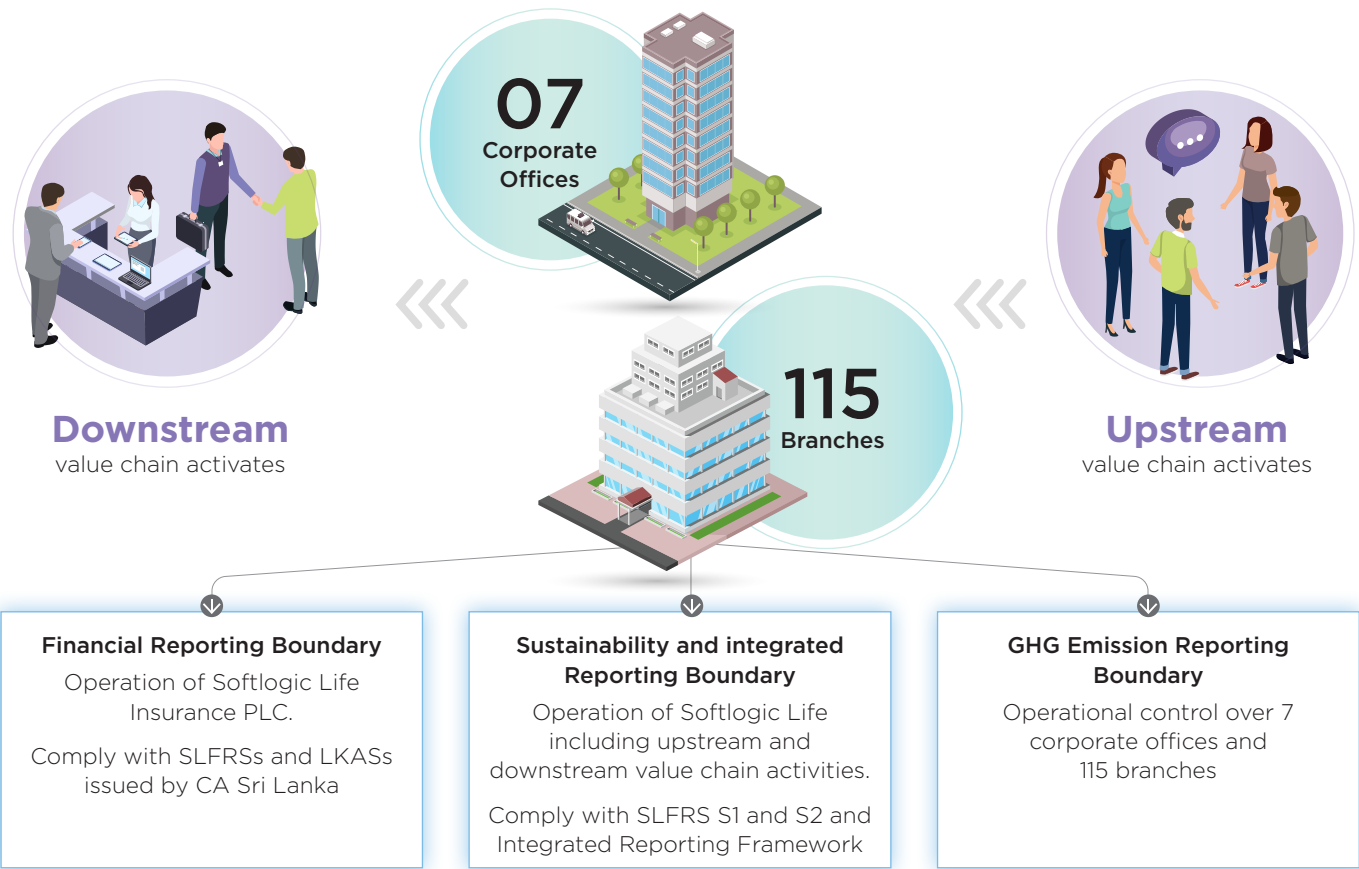 07
Corporate
Offices
115
Branches
Downstream
value chain activates
Upstream
value chain activates
Financial Reporting Boundary
Operation of Softlogic Life
Insurance PLC.
Comply with SLFRSs and LKASs
issued by CA Sri Lanka
Sustainability and integrated
Reporting Boundary
Operation of Softlogic Life
including upstream and
downstream value chain activities.
Comply with SLFRS S1 and S2 and
Integrated Reporting Framework
GHG Emission Reporting
Boundary
Operational control over 7
corporate offices and
115 branches